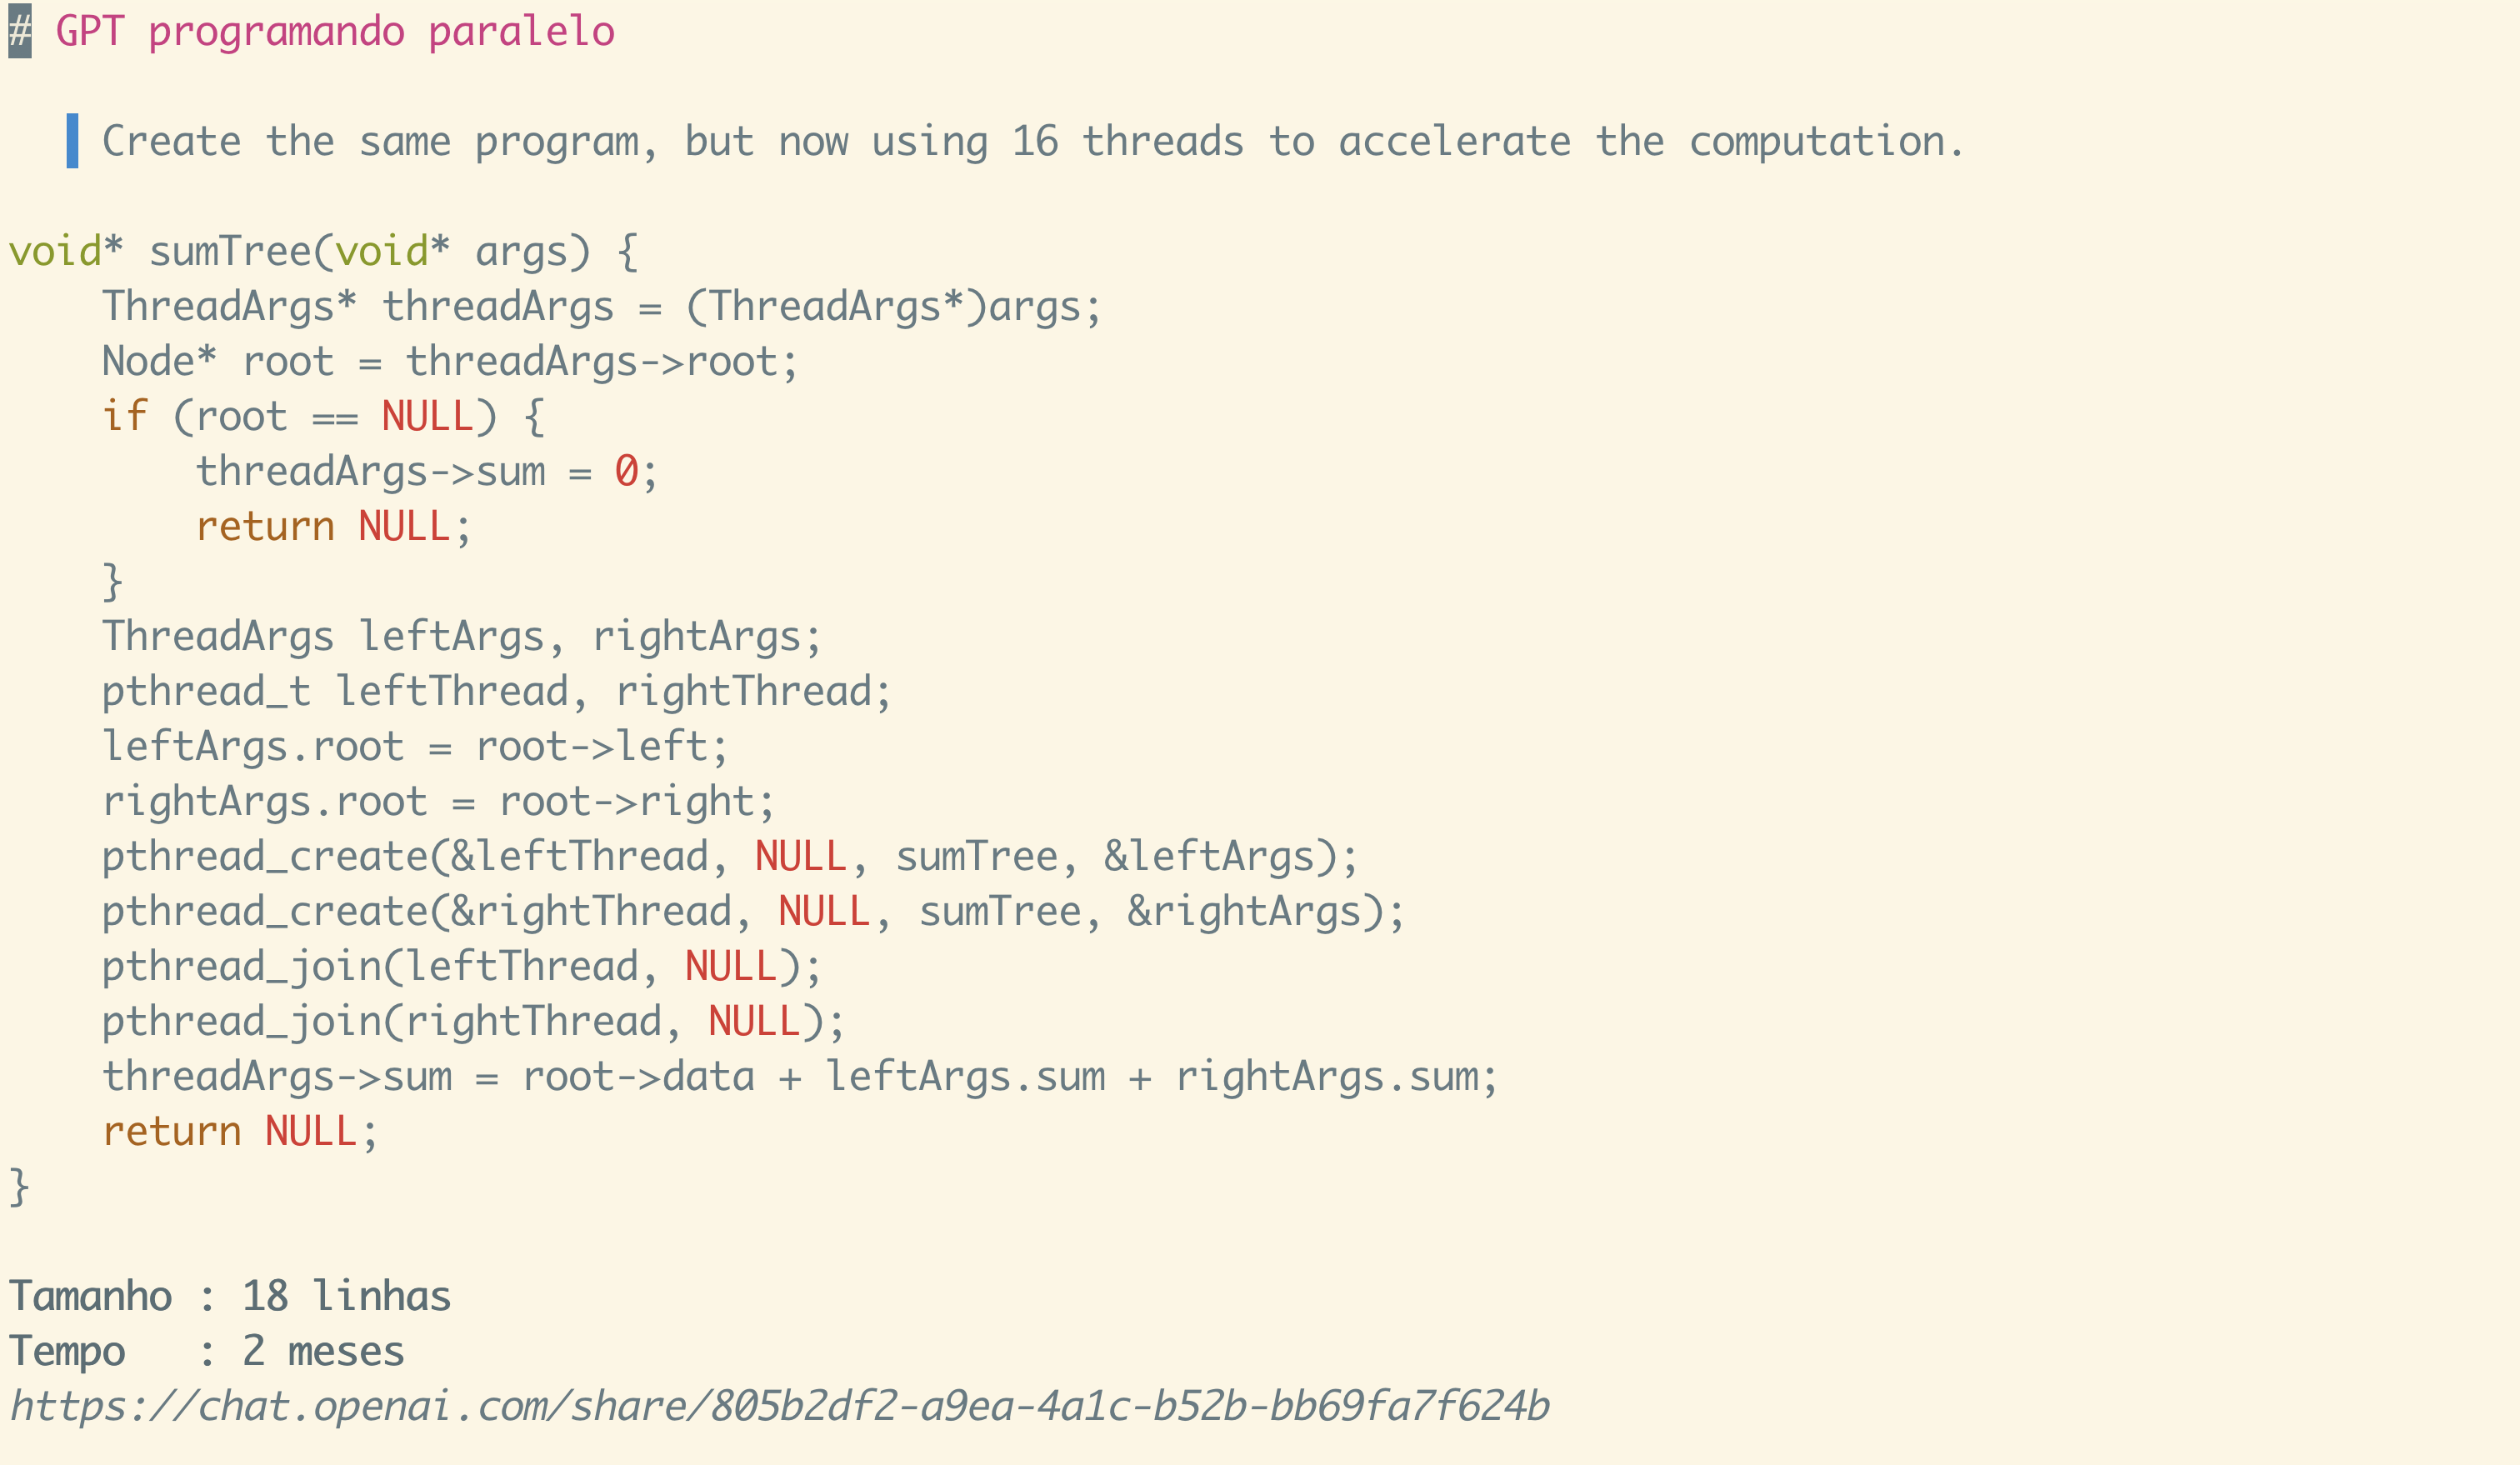 # GPT programando paralelo
Create the same program, but now using 16 threads to accelerate the computation.
void* sumTree(void* args) {
    ThreadArgs* threadArgs = (ThreadArgs*)args;
    Node* root = threadArgs->root;
    if (root == NULL) {
        threadArgs->sum = 0;
        return NULL;
    }
    ThreadArgs leftArgs, rightArgs;
    pthread_t leftThread, rightThread;
    leftArgs.root = root->left;
    rightArgs.root = root->right;
    pthread_create(&leftThread, NULL, sumTree, &leftArgs);
    pthread_create(&rightThread, NULL, sumTree, &rightArgs);
    pthread_join(leftThread, NULL);
    pthread_join(rightThread, NULL);
    threadArgs->sum = root->data + leftArgs.sum + rightArgs.sum;
    return NULL;
}
Tamanho : 18 linhas
Tempo   : 2 meses
https://chat.openai.com/share/805b2df2-a9ea-4a1c-b52b-bb69fa7f624b